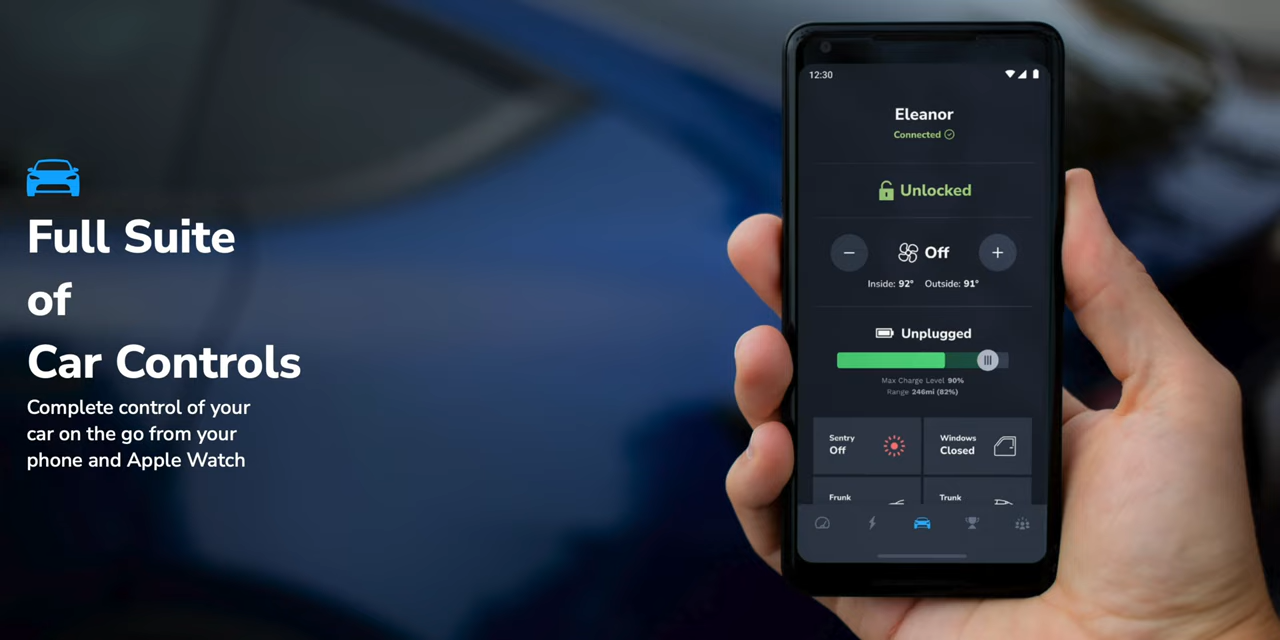 Full Suite
of
Car Controls
Complete control of your
car on the go from your
phone and Apple Watch
12:30
Eleanor
Connected
Unlocked
− Off +
Inside: 92° Outside: 91°
Unplugged
Max Charge Level 90%
Range 246mi (82%)
Sentry
Off
Windows
Closed
Frunk
Trunk